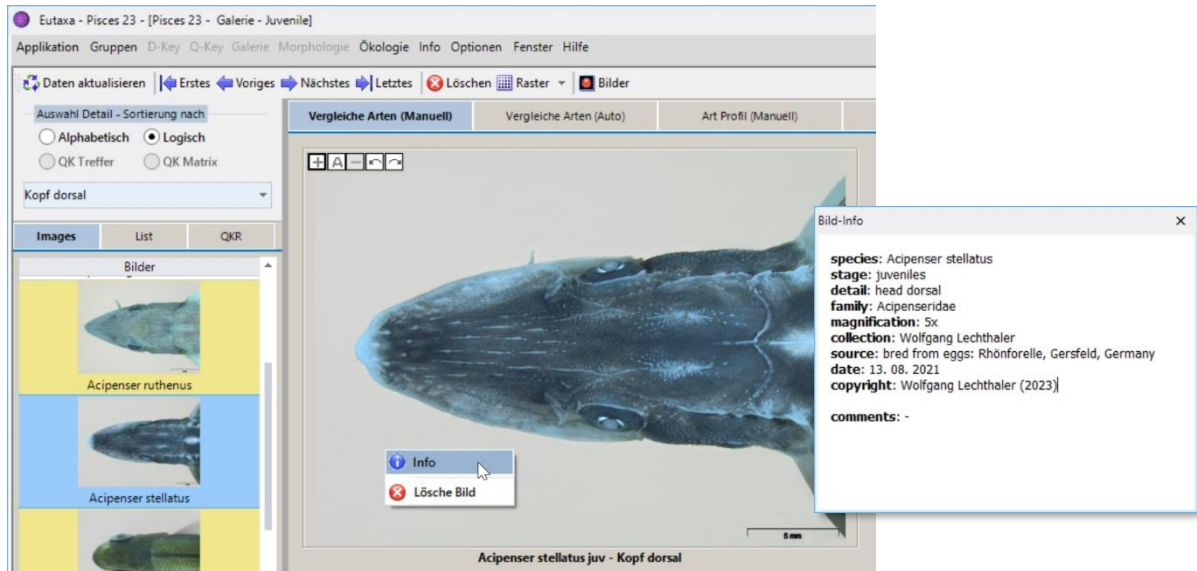 Eutaxa - Pisces 23 - [Pisces 23 - Galerie - Juvenile]
Applikation Gruppen D-Key Q-Key Galerie Morphologie Ökologie Info Optionen Fenster Hilfe
Daten aktualisieren Erstes Voriges Nächstes Letztes Löschen Raster Bilder
Auswahl Detail - Sortierung nach
Alphabetisch Logisch
QK Treffer QK Matrix
Kopf dorsal
Images List QKR
Bilder
Acipenser ruthenus
Acipenser stellatus
Vergleiche Arten (Manuell) Vergleiche Arten (Auto) Art Profil (Manuell)
A
Info
Lösche Bild
5 mm
Acipenser stellatus juv - Kopf dorsal
Bild-Info
species: Acipenser stellatus
stage: juveniles
detail: head dorsal
family: Acipenseridae
magnification: 5x
collection: Wolfgang Lechthaler
source: bred from eggs: Rhönforelle, Gersfeld, Germany
date: 13. 08. 2021
copyright: Wolfgang Lechthaler (2023)
comments: -